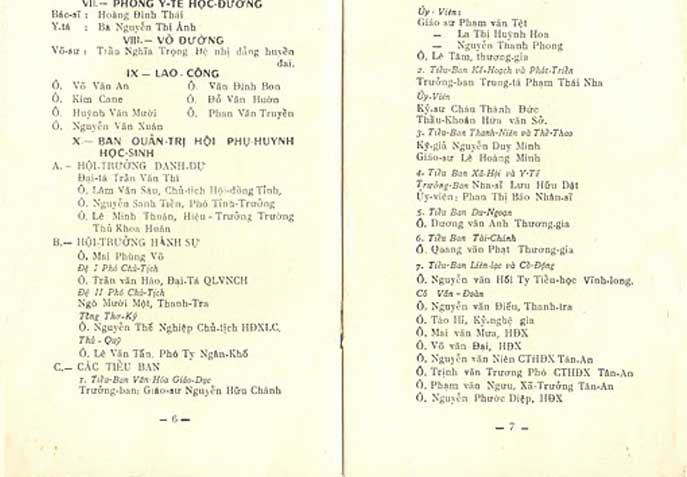 VII.— PHÒNG Y-TẾ HỌC-ĐƯỜNG
Bác-sĩ : Hoàng Đình Thái
Y.tá : Bà Nguyễn Thi Ánh
VIII.— VÕ ĐƯỜNG
Võ-sư : Trần Nghĩa Trọng Đệ nhị đẳng huyền
đai.
IX — LAO - CÔNG
Ô. Võ Văn An
Ô. Kim Cane
Ô. Huỳnh Văn Mười
Ô. Nguyễn Văn Xuân
Ô. Văn Đình Bon
Ô. Đỗ Văn Hườn
Ô. Phan Văn Truyền
X.— BAN QUẢN-TRỊ HỘI PHỤ-HUYNH
HỌC-SINH
A. - HỘI-TRƯỞNG DANH-DỰ
Đại-tá Trần Văn Thì
Ô. Lâm Văn Sáu, Chủ-tịch Hội-đồng Tỉnh,
Ô. Nguyễn Sanh Tiền, Phó Tỉnh-Trưởng
Ô. Lê Minh Thuận, Hiệu - Trưởng Trường
Thủ Khoa Huân
B.— HỘI-TRƯỞNG HÀNH SỰ
Ô. Mai Phùng Võ
Đệ I Phó Chủ-Tịch
Ô. Trần văn Hào, Đại-Tá QLVNCH
Đệ II Phó Chủ-Tịch
Ngô Mười Một, Thanh-Tra
Tổng Thơ-Ký
Ô. Nguyễn Thế Nghiệp Chủ.tịch HĐXLC.
Thủ - Quỹ
Ô. Lê Văn Tấn, Phó Ty Ngân-Khố
C.— CÁC TIỂU BAN
1. Tiểu-Ban Văn-Hóa Giáo-Dục
Trưởng-ban: Giáo-sư Nguyễn Hữu Chánh
— 6 —
Ủy - Viên:
Giáo sư Phạm văn Tệt
— La Thị Huỳnh Hoa
— Nguyễn Thanh Phong
Ô, Lê Tâm, thương-gia
2. Tiểu-Ban Kế-Hoạch và Phát-Triển
Trưởng-ban Trung-tá Phạm Thái Nha
Ủy-Viên
Kỹ.sư Châu Thành Đức
Thẩu-Khoán Hứa văn Sở.
3. Tiểu-Ban Thanh-Niên và Thể-Thao
Ký-giả Nguyễn Duy Minh
Giáo-sư Lê Hoàng Minh
4. Tiểu-Ban Xã-Hội và Y-Tế
Trưởng-Ban Nha-sĩ Lưu Hữu Dật
Ủy-viên: Phan Thị Báo Nhân-sĩ
5. Tiểu Ban Du-Ngoạn
Ô. Dương văn Anh Thương-gia
6. Tiểu Ban Tài-Chánh
Ô. Quang văn Phạt Thương-gia
7. Tiểu-Ban Liên-lạc và Cồ-Động
Ô. Nguyễn văn Hối Ty Tiểu-học Vĩnh-long.
Cố Vấn - Đoàn
Ô. Nguyễn văn Điểu, Thanh-tra
Ô. Tào Hỉ, Kỹ.nghệ gia
Ô. Mai văn Mưa, HĐX
Ô. Võ văn Đai, HĐX
Ô. Nguyễn văn Niên CTHĐX Tân-An
Ô. Trịnh văn Trương Phó CTHĐX Tân-An
Ô. Phạm văn Ngưu, Xã-Trưởng Tân-An
Ô. Nguyễn Phước Diệp, HĐX
— 7 —